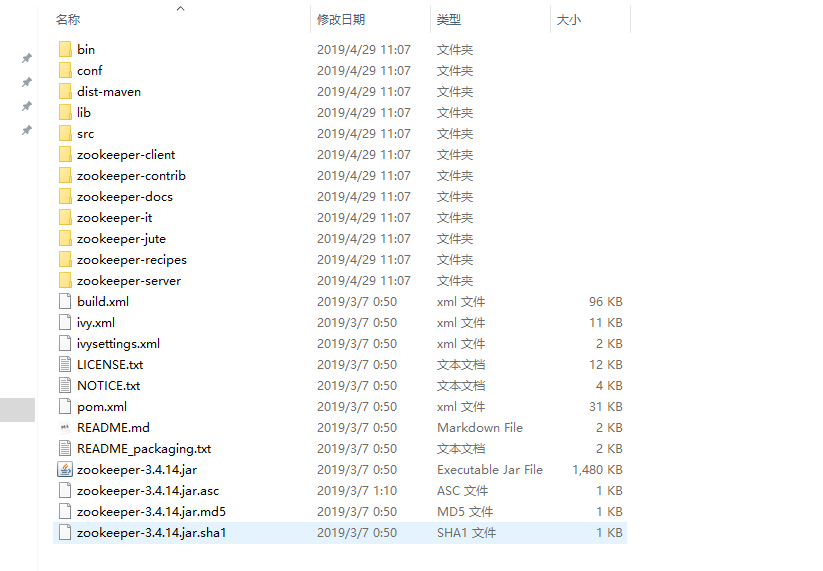 名称 修改日期 类型 大小
bin 2019/4/29 11:07 文件夹
conf 2019/4/29 11:07 文件夹
dist-maven 2019/4/29 11:07 文件夹
lib 2019/4/29 11:07 文件夹
src 2019/4/29 11:07 文件夹
zookeeper-client 2019/4/29 11:07 文件夹
zookeeper-contrib 2019/4/29 11:07 文件夹
zookeeper-docs 2019/4/29 11:07 文件夹
zookeeper-it 2019/4/29 11:07 文件夹
zookeeper-jute 2019/4/29 11:07 文件夹
zookeeper-recipes 2019/4/29 11:07 文件夹
zookeeper-server 2019/4/29 11:07 文件夹
build.xml 2019/3/7 0:50 xml 文件 96 KB
ivy.xml 2019/3/7 0:50 xml 文件 11 KB
ivysettings.xml 2019/3/7 0:50 xml 文件 2 KB
LICENSE.txt 2019/3/7 0:50 文本文档 12 KB
NOTICE.txt 2019/3/7 0:50 文本文档 4 KB
pom.xml 2019/3/7 0:50 xml 文件 31 KB
README.md 2019/3/7 0:50 Markdown File 2 KB
README_packaging.txt 2019/3/7 0:50 文本文档 2 KB
zookeeper-3.4.14.jar 2019/3/7 0:50 Executable Jar File 1,480 KB
zookeeper-3.4.14.jar.asc 2019/3/7 1:10 ASC 文件 1 KB
zookeeper-3.4.14.jar.md5 2019/3/7 0:50 MD5 文件 1 KB
zookeeper-3.4.14.jar.sha1 2019/3/7 0:50 SHA1 文件 1 KB